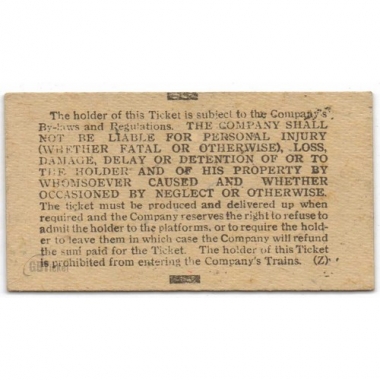 The holder of this Ticket is subject to the Company's
By-laws and Regulations. THE COMPANY SHALL
NOT BE LIABLE FOR PERSONAL INJURY
(WHETHER FATAL OR OTHERWISE), LOSS,
DAMAGE, DELAY OR DETENTION OF OR TO
THE HOLDER AND OF HIS PROPERTY BY
WHOMSOEVER CAUSED AND WHETHER
OCCASIONED BY NEGLECT OR OTHERWISE.
The ticket must be produced and delivered up when
required and the Company reserves the right to refuse to
admit the holder to the platforms, or to require the hold-
er to leave them in which case the Company will refund
the sum paid for the Ticket. The holder of this Ticket
is prohibited from entering the Company's Trains. (Z)